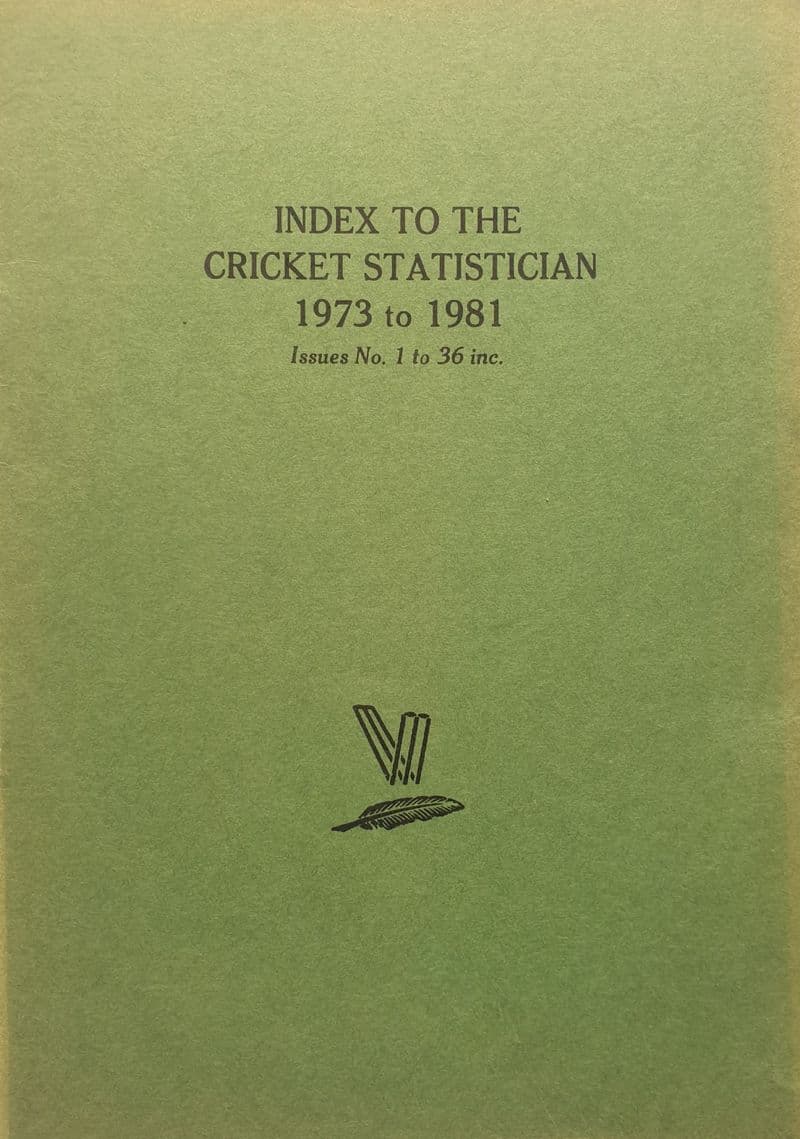 INDEX TO THE
CRICKET STATISTICIAN
1973 to 1981
Issues No. 1 to 36 inc.